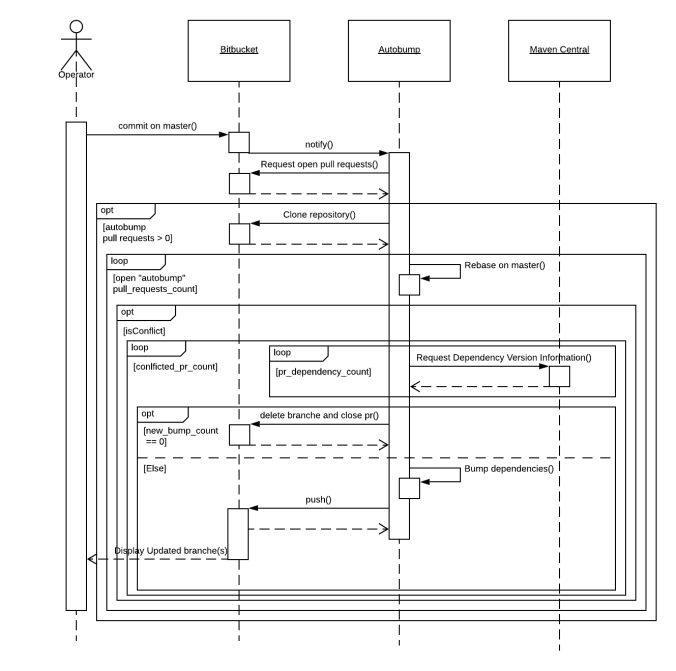 Bitbucket
Autobump
Maven Central
Operator
commit on master()
notify()
Request open pull requests()
opt
Clone repository()
[autobump
pull requests > 0]
loop
Rebase on master()
[open "autobump"
pull_requests_count]
opt
[isConflict]
loop
loop
Request Dependency Version Information()
[conlficted_pr_count]
[pr_dependency_count]
opt
delete branche and close pr()
[new_bump_count
== 0]
[Else]
Bump dependencies()
push()
Display Updated branche(s)